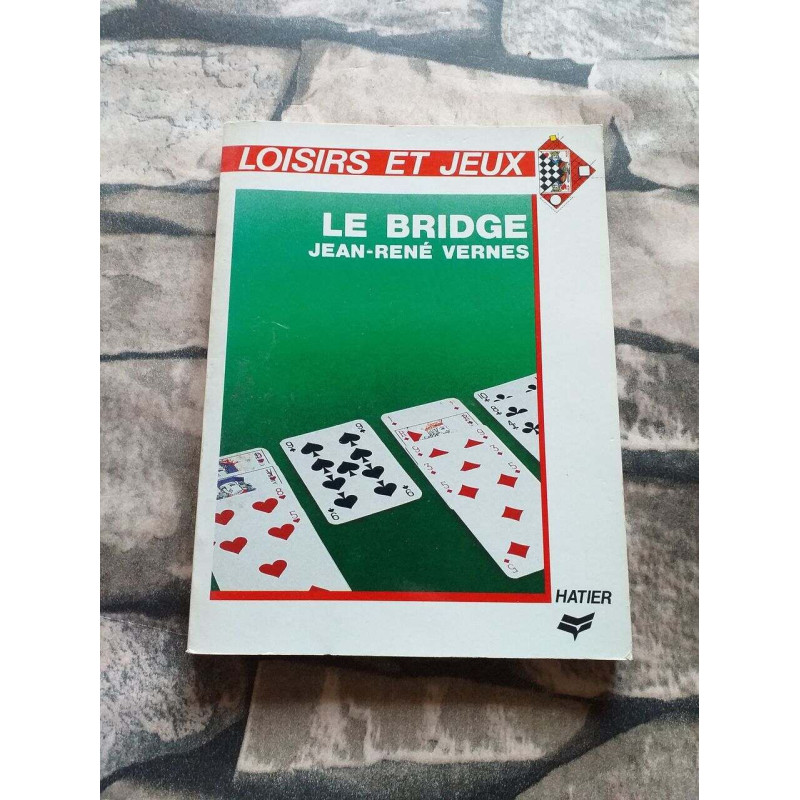 LOISIRS ET JEUX
LE BRIDGE
JEAN-RENÉ VERNES
HATIER